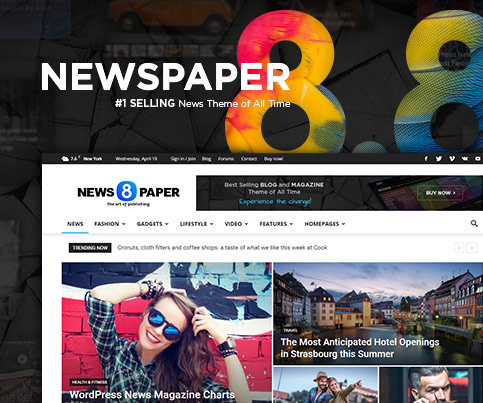 8.8
NEWSPAPER
#1 SELLING News Theme of All Time
7.6 C New York Wednesday, April 19 Sign in / Join Blog Forums Contact Buy now!
NEWS 8 PAPER
the art of publishing
Best Selling BLOG and MAGAZINE
Theme of All Time
Experience the change!
BUY NOW
NEWS FASHION GADGETS LIFESTYLE VIDEO FEATURES HOMEPAGES
TRENDING NOW Cronuts, cloth filters and coffee shops: a taste of what we like this week at Cook
TRAVEL
The Most Anticipated Hotel Openings
in Strasbourg this Summer
HEALTH & FITNESS
WordPress News Magazine Charts